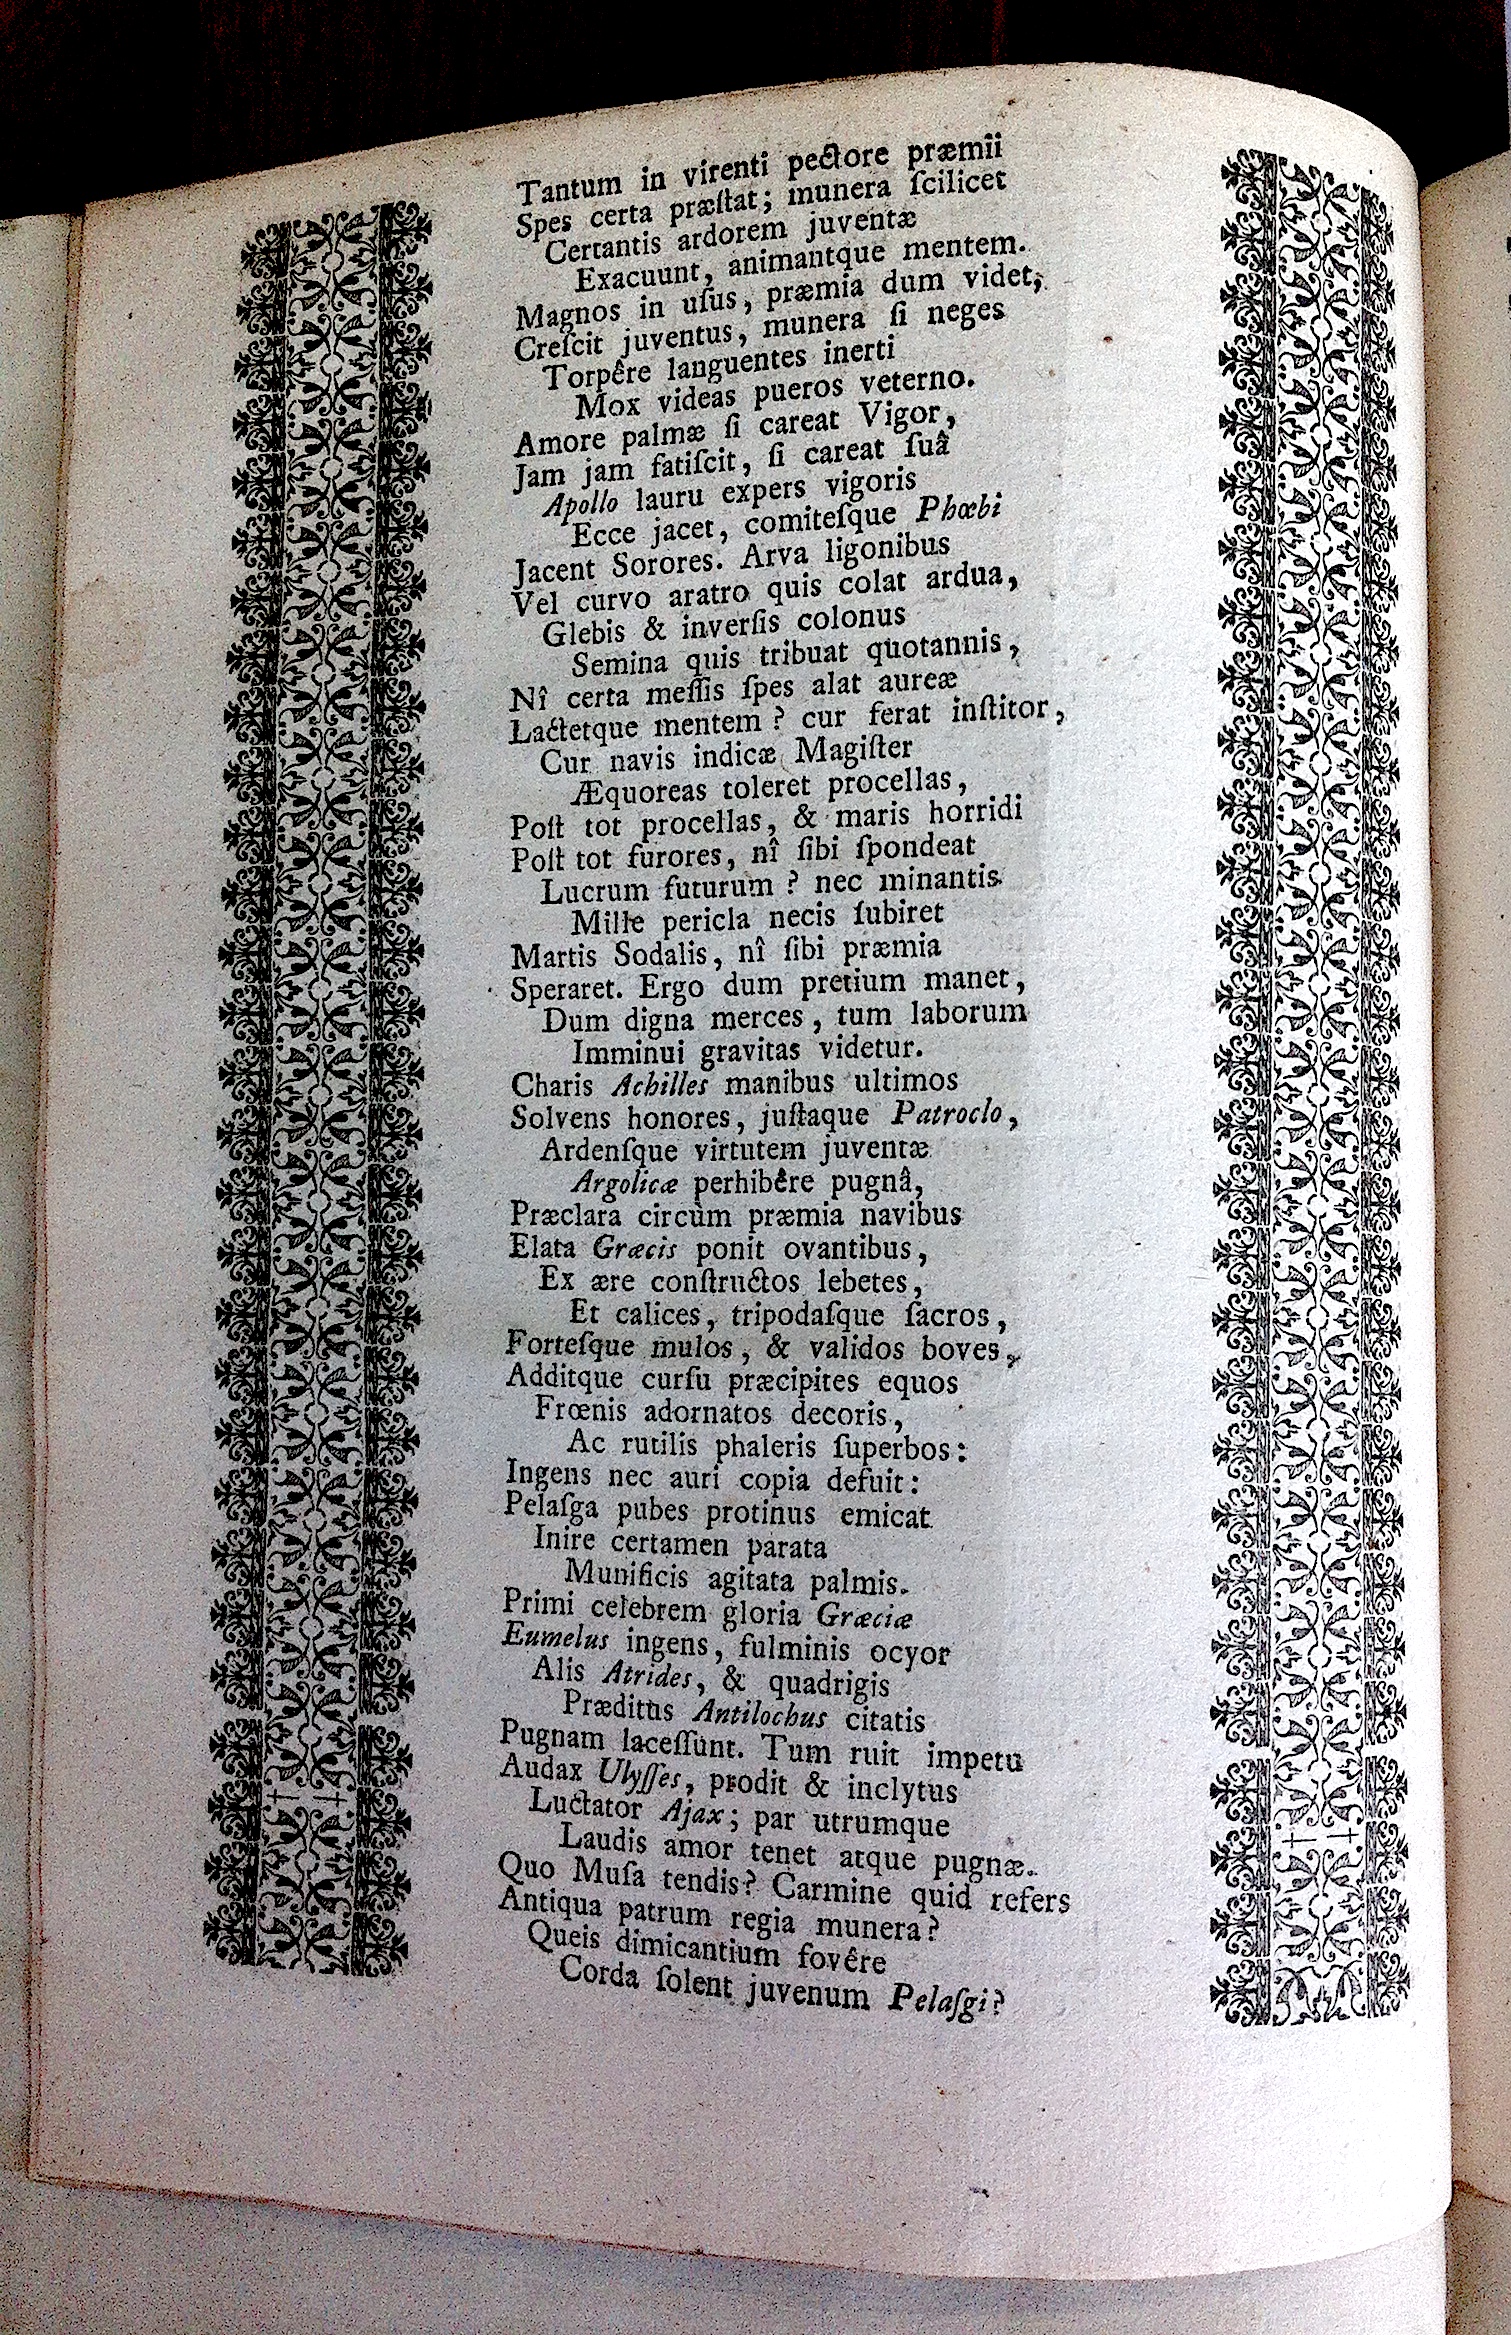 Tantum in virenti pectore præmii
Spes certa præſtat; munera ſcilicet
Certantis ardorem juventæ
Exacuunt, animantque mentem.
Magnos in uſus, præmia dum videt,
Creſcit juventus, munera ſi neges
Torpêre languentes inerti
Mox videas pueros veterno.
Amore palmæ ſi careat Vigor,
Jam jam fatiſcit, ſi careat ſuâ
Apollo lauru expers vigoris
Ecce jacet, comiteſque Phœbi
Jacent Sorores. Arva ligonibus
Vel curvo aratro quis colat ardua,
Glebis & inverſis colonus
Semina quis tribuat quotannis,
Nî certa meſſis ſpes alat aureæ
Lactetque mentem? cur ferat inſtitor,
Cur navis indicæ Magiſter
Æquoreas toleret procellas,
Poſt tot procellas, & maris horridi
Poſt tot furores, nî ſibi ſpondeat
Lucrum futurum? nec minantis
Mille pericla necis ſubiret
Martis Sodalis, nî ſibi præmia
Speraret. Ergo dum pretium manet,
Dum digna merces, tum laborum
Imminui gravitas videtur.
Charis Achilles manibus ultimos
Solvens honores, juſtaque Patroclo,
Ardenſque virtutem juventæ
Argolicæ perhibêre pugnâ,
Præclara circùm præmia navibus
Elata Græcis ponit ovantibus,
Ex ære conſtructos lebetes,
Et calices, tripodaſque ſacros,
Forteſque mulos, & validos boves,
Additque curſu præcipites equos
Frœnis adornatos decoris,
Ac rutilis phaleris ſuperbos:
Ingens nec auri copia defuit:
Pelaſga pubes protinus emicat
Inire certamen parata
Munificis agitata palmis.
Primi celebrem gloria Græciæ
Eumelus ingens, fulminis ocyor
Alis Atrides, & quadrigis
Præditus Antilochus citatis
Pugnam laceſſunt. Tum ruit impetu
Audax Ulyſſes, prodit & inclytus
Luctator Ajax; par utrumque
Laudis amor tenet atque pugnæ.
Quo Muſa tendis? Carmine quid refers
Antiqua patrum regia munera?
Queis dimicantium fovêre
Corda ſolent juvenum Pelaſgi?